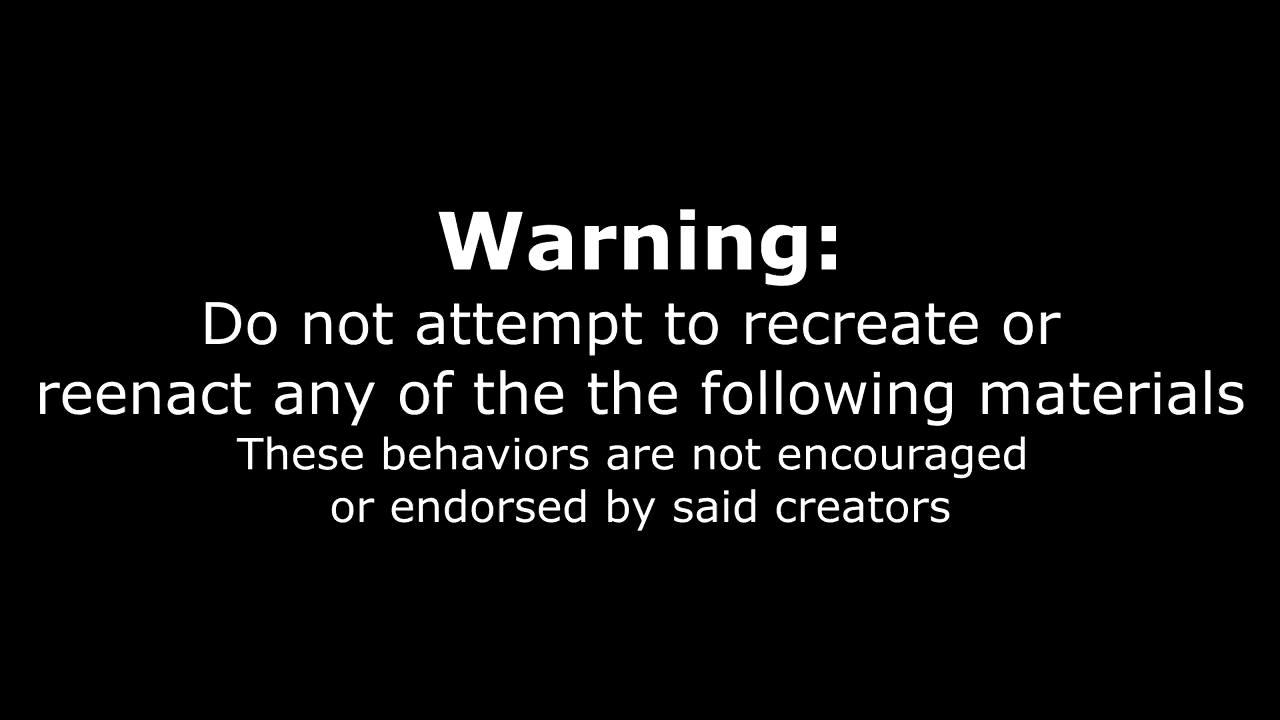 Warning:
Do not attempt to recreate or
reenact any of the the following materials
These behaviors are not encouraged
or endorsed by said creators